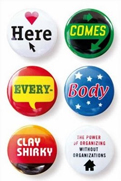 Here
COMES
EVERY-
Body
CLAY
SHIRKY
THE POWER OF
ORGANIZING
WITHOUT
ORGANIZATIONS